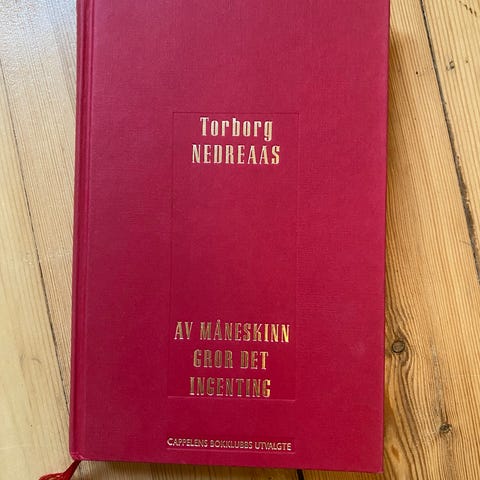 Torborg
NEDREAAS
AV MÅNESKINN
GROR DET
INGENTING
CAPPELENS BOKKLUBBS UTVALGTE